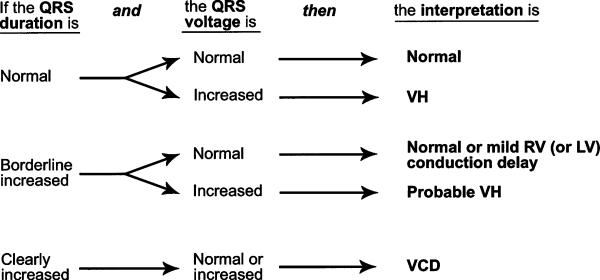 If the QRS duration is
and
the QRS voltage is
then
the interpretation is
Normal
Normal
Normal
Increased
VH
Borderline increased
Normal
Normal or mild RV (or LV)
conduction delay
Increased
Probable VH
Clearly increased
Normal or increased
VCD